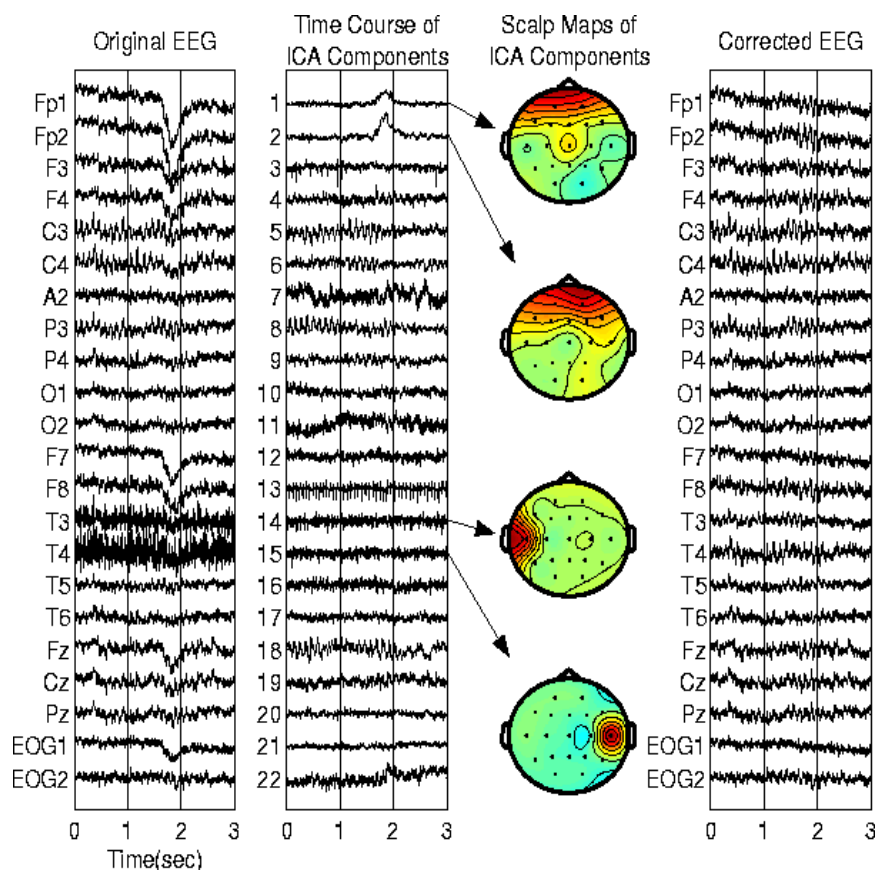 Original EEG
Fp1
Fp2
F3
F4
C3
C4
A2
P3
P4
O1
O2
F7
F8
T3
T4
T5
T6
Fz
Cz
Pz
EOG1
EOG2
0 1 2 3
Time(sec)
Time Course of
ICA Components
1
2
3
4
5
6
7
8
9
10
11
12
13
14
15
16
17
18
19
20
21
22
0 1 2 3
Scalp Maps of
ICA Components
Corrected EEG
Fp1
Fp2
F3
F4
C3
C4
A2
P3
P4
O1
O2
F7
F8
T3
T4
T5
T6
Fz
Cz
Pz
EOG1
EOG2
0 1 2 3